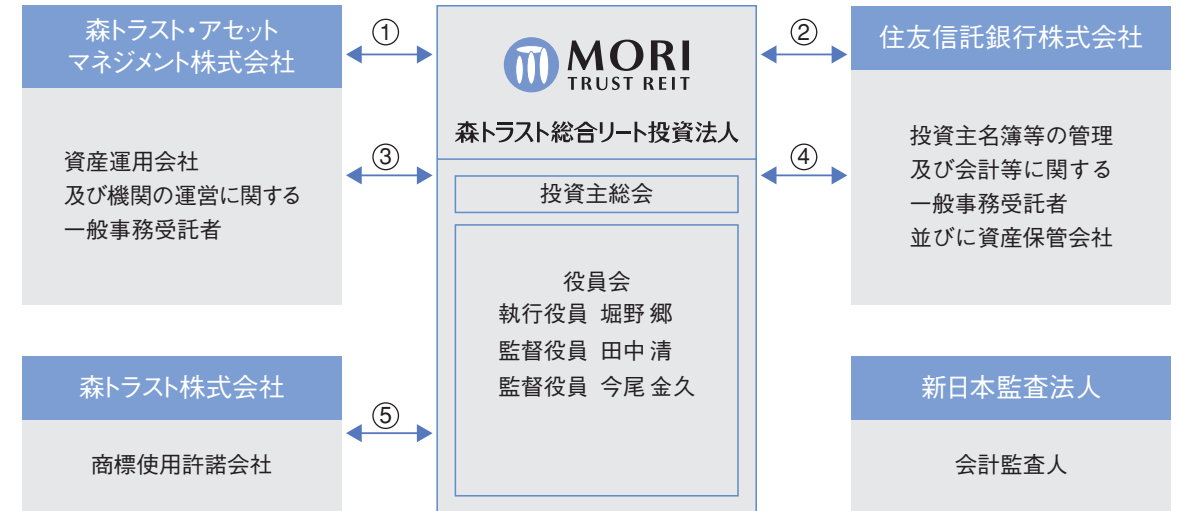 森トラスト・アセット
マネジメント株式会社
資産運用会社
及び機関の運営に関する
一般事務受託者
①
③
MORI
TRUST REIT
森トラスト総合リート投資法人
投資主総会
役員会
執行役員 堀野 郷
監督役員 田中 清
監督役員 今尾 金久
②
④
住友信託銀行株式会社
投資主名簿等の管理
及び会計等に関する
一般事務受託者
並びに資産保管会社
森トラスト株式会社
商標使用許諾会社
⑤
新日本監査法人
会計監査人